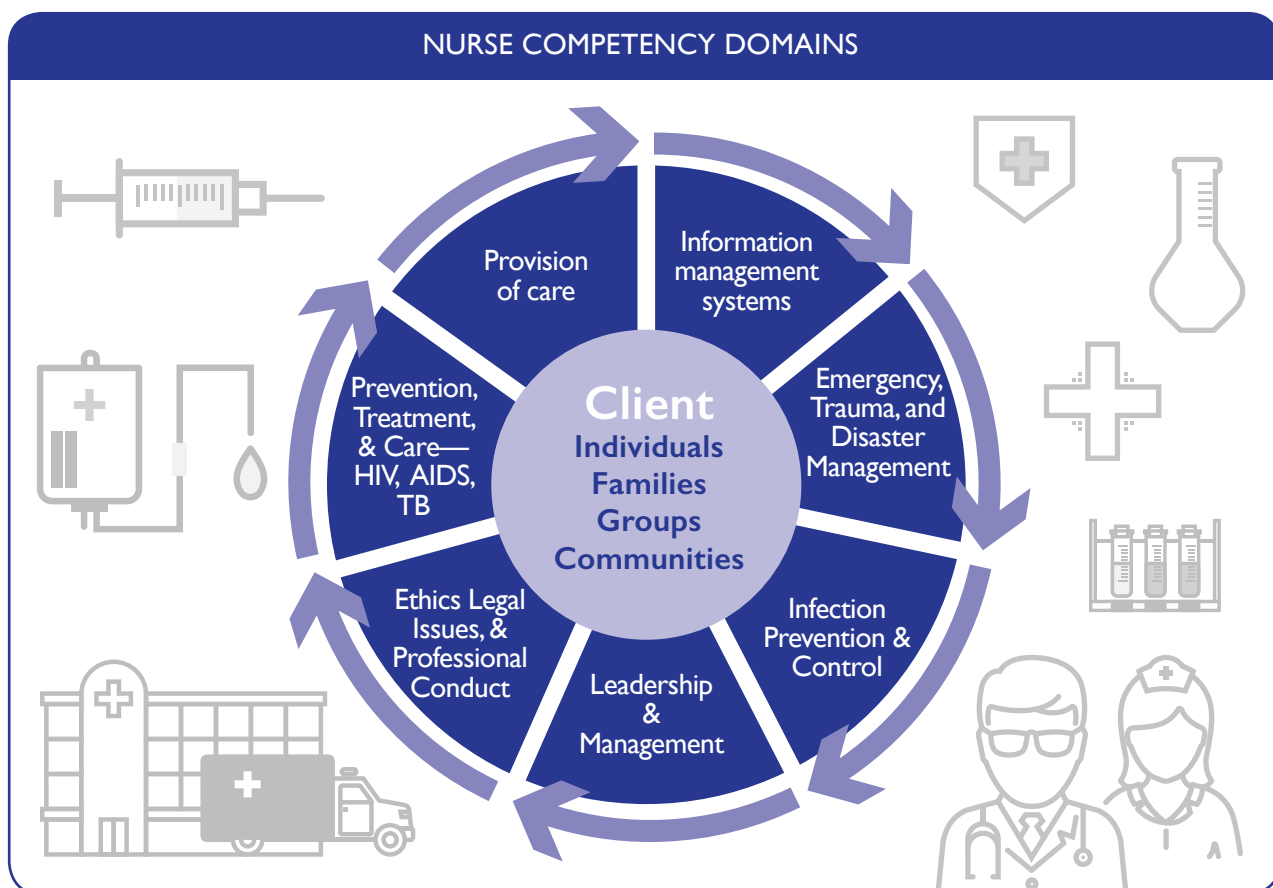 NURSE COMPETENCY DOMAINS
Provision
of care
Information
management
systems
Emergency,
Trauma, and
Disaster
Management
Infection
Prevention &
Control
Leadership
&
Management
Ethics Legal
Issues, &
Professional
Conduct
Prevention,
Treatment,
& Care—
HIV, AIDS,
TB
Client
Individuals
Families
Groups
Communities